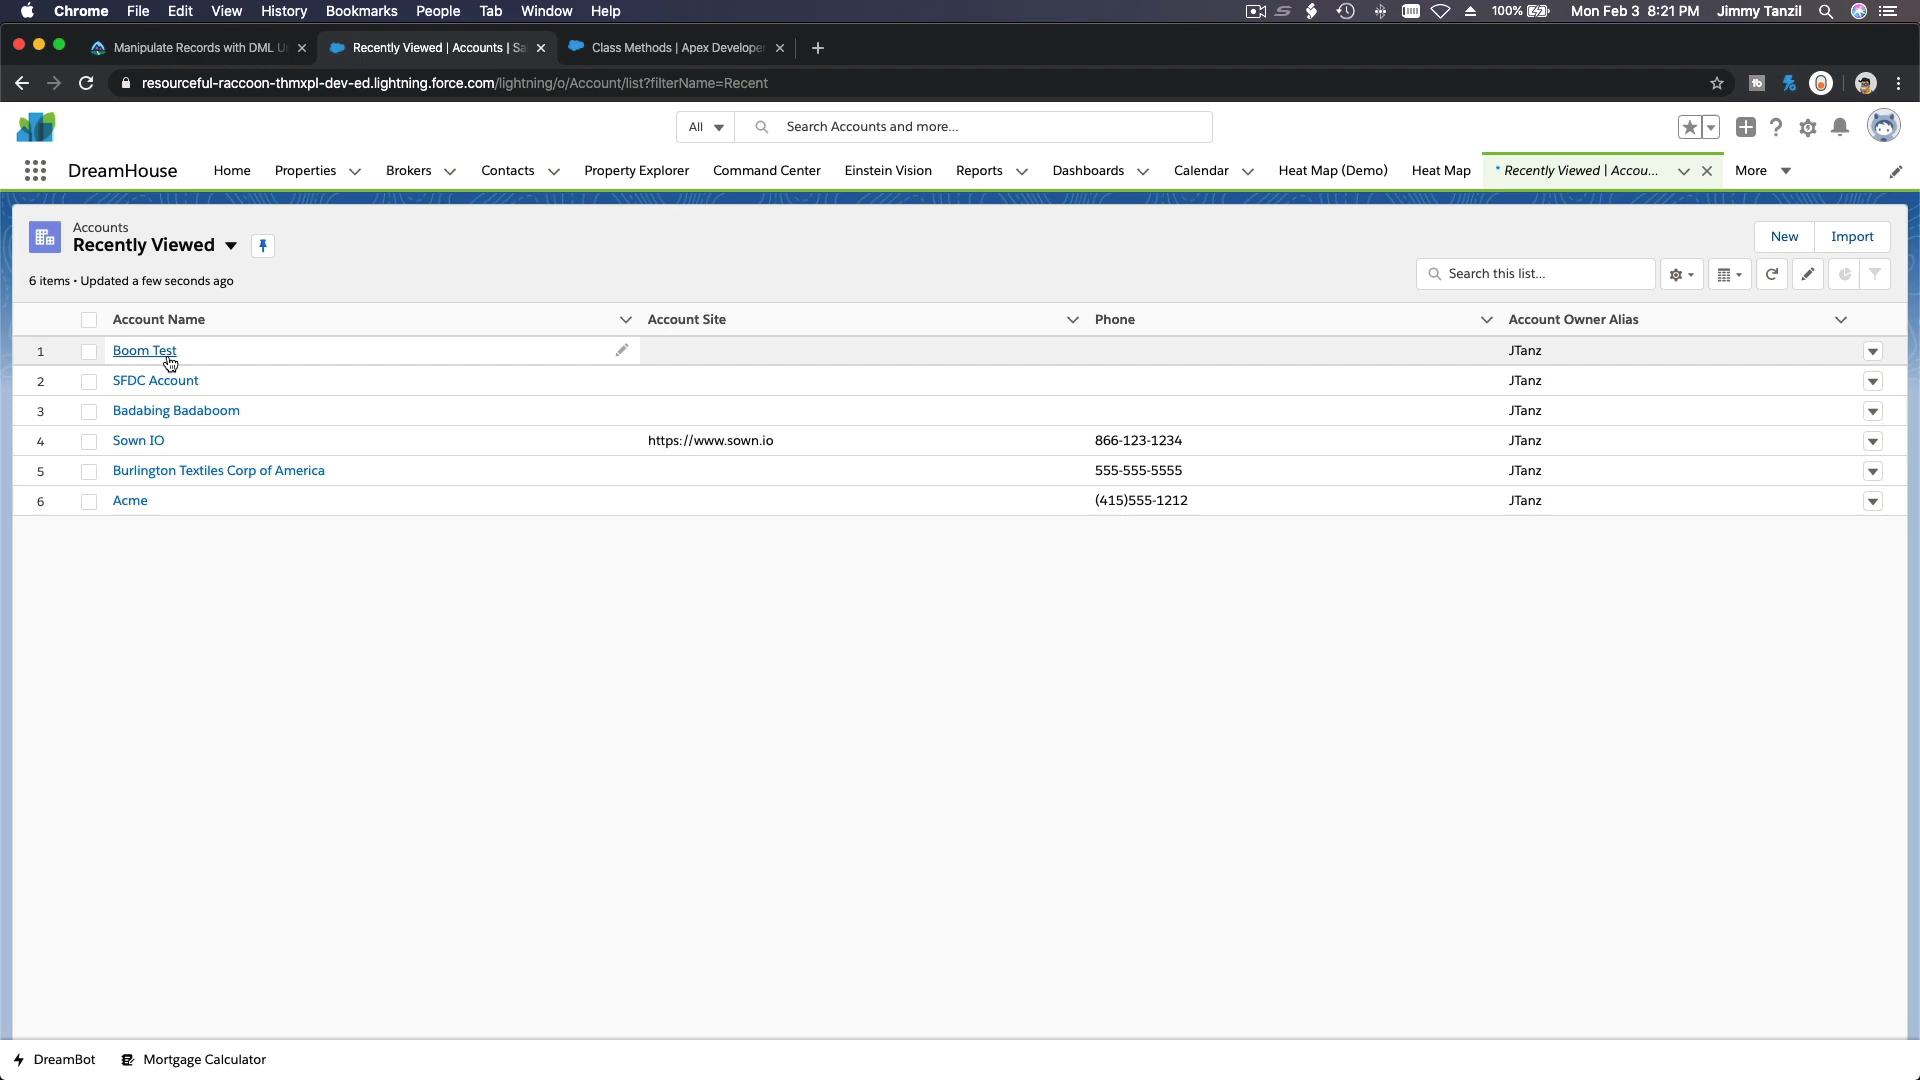 Chrome File Edit View History Bookmarks People Tab Window Help 100% Mon Feb 3 8:21 PM Jimmy Tanzil
Manipulate Records with DML U Recently Viewed | Accounts | Sa Class Methods | Apex Developer
resourceful-raccoon-thmxpl-dev-ed.lightning.force.com/lightning/o/Account/list?filterName=Recent
All Search Accounts and more...
DreamHouse Home Properties Brokers Contacts Property Explorer Command Center Einstein Vision Reports Dashboards Calendar Heat Map (Demo) Heat Map * Recently Viewed | Accou... More
Accounts
Recently Viewed
New Import
6 items • Updated a few seconds ago
Search this list...
Account Name Account Site Phone Account Owner Alias
1 Boom Test JTanz
2 SFDC Account JTanz
3 Badabing Badaboom JTanz
4 Sown IO https://www.sown.io 866-123-1234 JTanz
5 Burlington Textiles Corp of America 555-555-5555 JTanz
6 Acme (415)555-1212 JTanz
DreamBot Mortgage Calculator